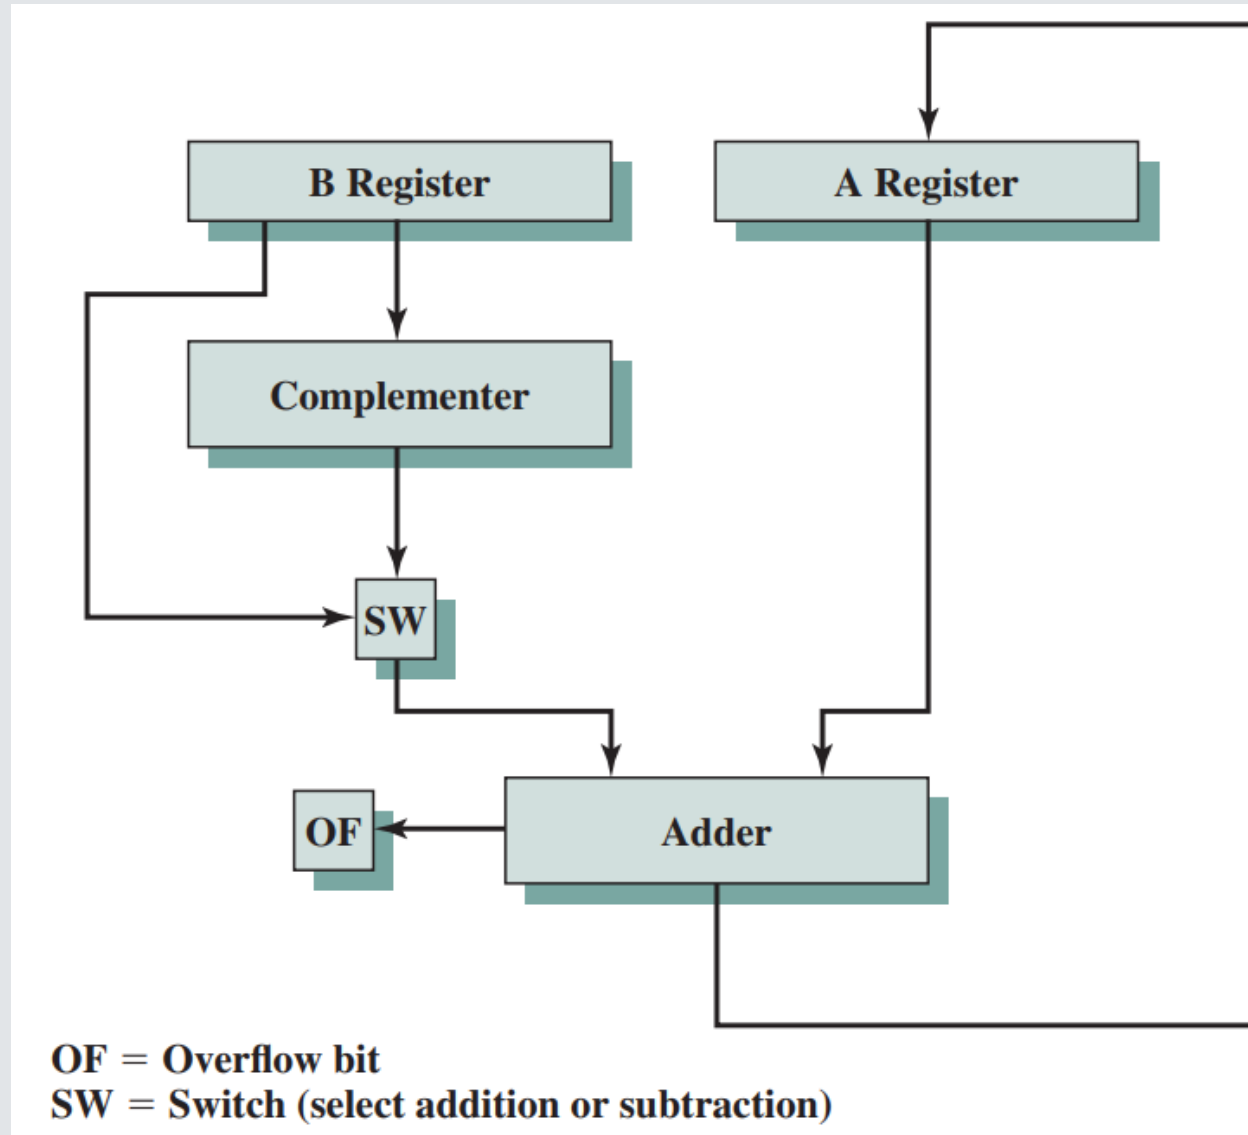 B Register
A Register
Complementer
SW
OF
Adder
OF = Overflow bit
SW = Switch (select addition or subtraction)